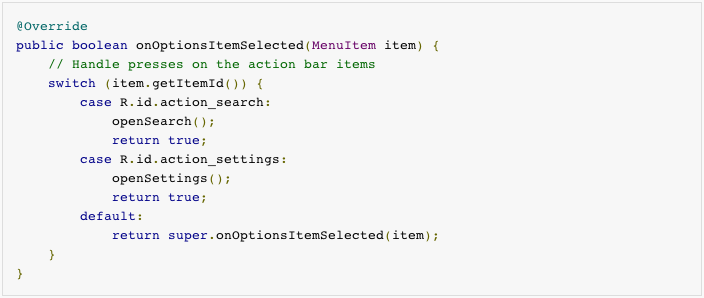 @Override
public boolean onOptionsItemSelected(MenuItem item) {
    // Handle presses on the action bar items
    switch (item.getItemId()) {
        case R.id.action_search:
            openSearch();
            return true;
        case R.id.action_settings:
            openSettings();
            return true;
        default:
            return super.onOptionsItemSelected(item);
    }
}